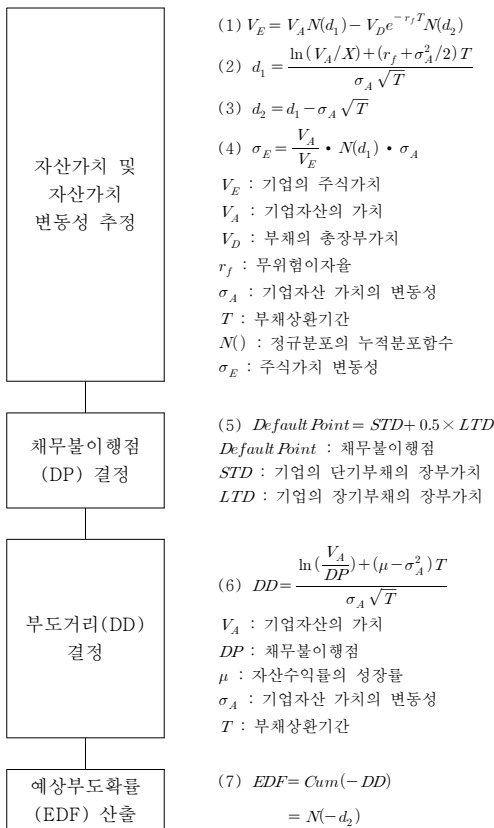 자산가치 및
자산가치
변동성 추정
(1) V_E = V_A N(d_1) − V_D e^{−r_f T} N(d_2)
(2) d_1 = \frac{\ln(V_A/X) + (r_f + σ_A^2/2) T}{σ_A \sqrt{T}}
(3) d_2 = d_1 − σ_A \sqrt{T}
(4) σ_E = \frac{V_A}{V_E} • N(d_1) • σ_A
V_E : 기업의 주식가치
V_A : 기업자산의 가치
V_D : 부채의 총장부가치
r_f : 무위험이자율
σ_A : 기업자산 가치의 변동성
T : 부채상환기간
N() : 정규분포의 누적분포함수
σ_E : 주식가치 변동성
채무불이행점
(DP) 결정
(5) Default Point = STD + 0.5 × LTD
Default Point : 채무불이행점
STD : 기업의 단기부채의 장부가치
LTD : 기업의 장기부채의 장부가치
부도거리(DD)
결정
(6) DD = \frac{\ln(\frac{V_A}{DP}) + (μ − σ_A^2) T}{σ_A \sqrt{T}}
V_A : 기업자산의 가치
DP : 채무불이행점
μ : 자산수익률의 성장률
σ_A : 기업자산 가치의 변동성
T : 부채상환기간
예상부도확률
(EDF) 산출
(7) EDF = Cum(−DD)
= N(−d_2)